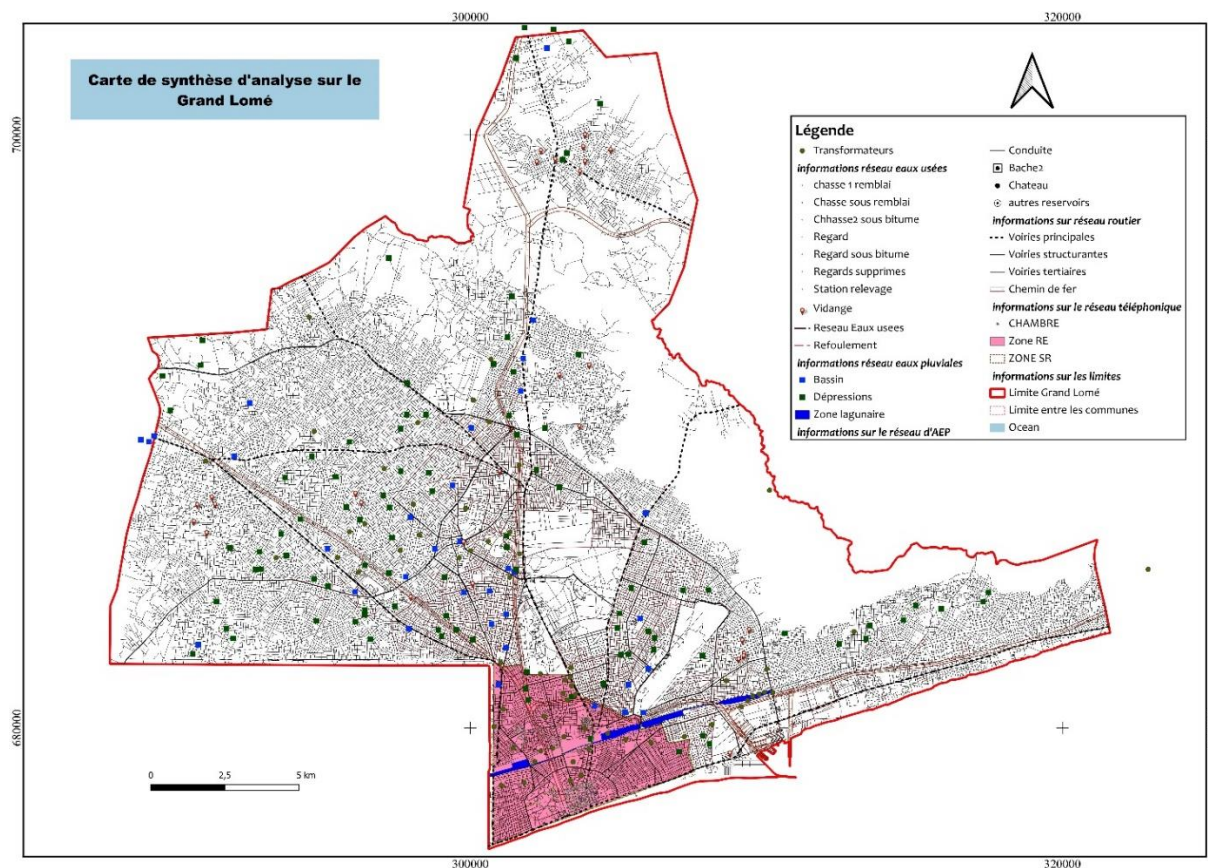 300000
320000
Carte de synthèse d'analyse sur le
Grand Lomé
700000
680000
Légende
Transformateurs
informations réseau eaux usées
chasse 1 remblai
Chasse sous remblai
Chhasse2 sous bitume
Regard
Regard sous bitume
Regards supprimes
Station relevage
Vidange
Reseau Eaux usees
Refoulement
informations réseau eaux pluviales
Bassin
Dépressions
Zone lagunaire
informations sur le réseau d'AEP
Conduite
Bache2
Chateau
autres reservoirs
informations sur réseau routier
Voiries principales
Voiries structurantes
Voiries tertiaires
Chemin de fer
informations sur le réseau téléphonique
CHAMBRE
Zone RE
ZONE SR
informations sur les limites
Limite Grand Lomé
Limite entre les communes
Ocean
0 2,5 5 km
300000
320000